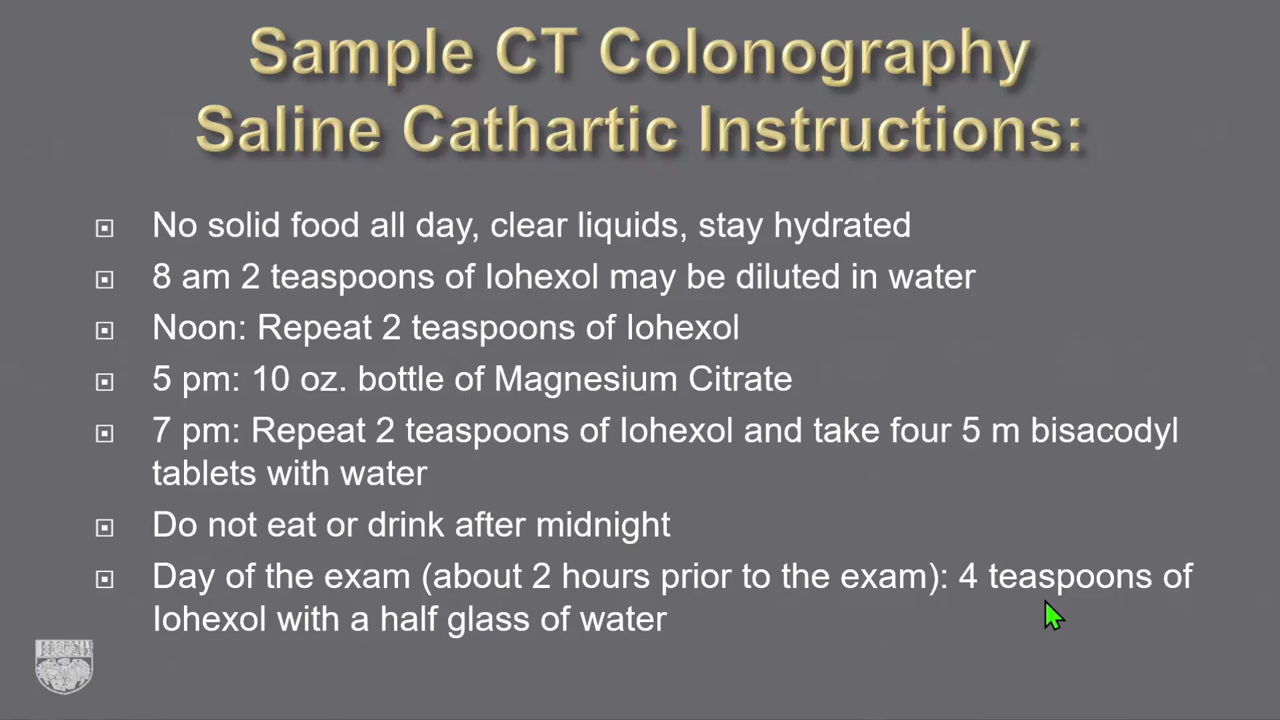 Sample CT Colonography
Saline Cathartic Instructions:
No solid food all day, clear liquids, stay hydrated
8 am 2 teaspoons of Iohexol may be diluted in water
Noon: Repeat 2 teaspoons of Iohexol
5 pm: 10 oz. bottle of Magnesium Citrate
7 pm: Repeat 2 teaspoons of Iohexol and take four 5 m bisacodyl
tablets with water
Do not eat or drink after midnight
Day of the exam (about 2 hours prior to the exam): 4 teaspoons of
Iohexol with a half glass of water